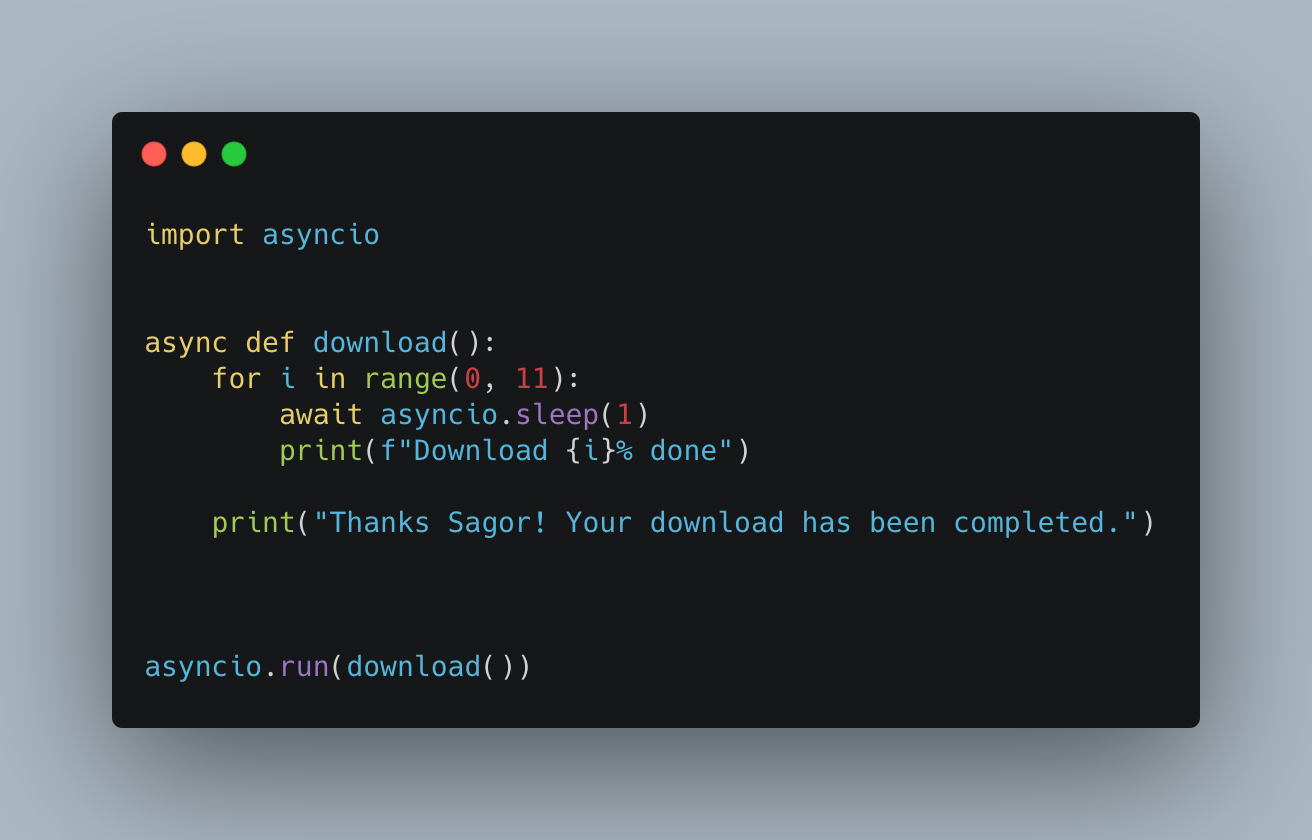 import asyncio
async def download():
    for i in range(0, 11):
        await asyncio.sleep(1)
        print(f"Download {i}% done")
    print("Thanks Sagor! Your download has been completed.")
asyncio.run(download())